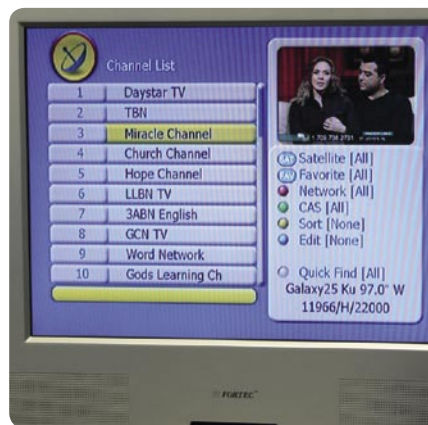 Channel List
1 Daystar TV
2 TBN
3 Miracle Channel
4 Church Channel
5 Hope Channel
6 LLBN TV
7 3ABN English
8 GCN TV
9 Word Network
10 Gods Learning Ch
Satellite [All]
Favorite [All]
Network [All]
CAS [All]
Sort [None]
Edit [None]
Quick Find [All]
Galaxy25 Ku 97.0° W
11966/H/22000
FORTEC